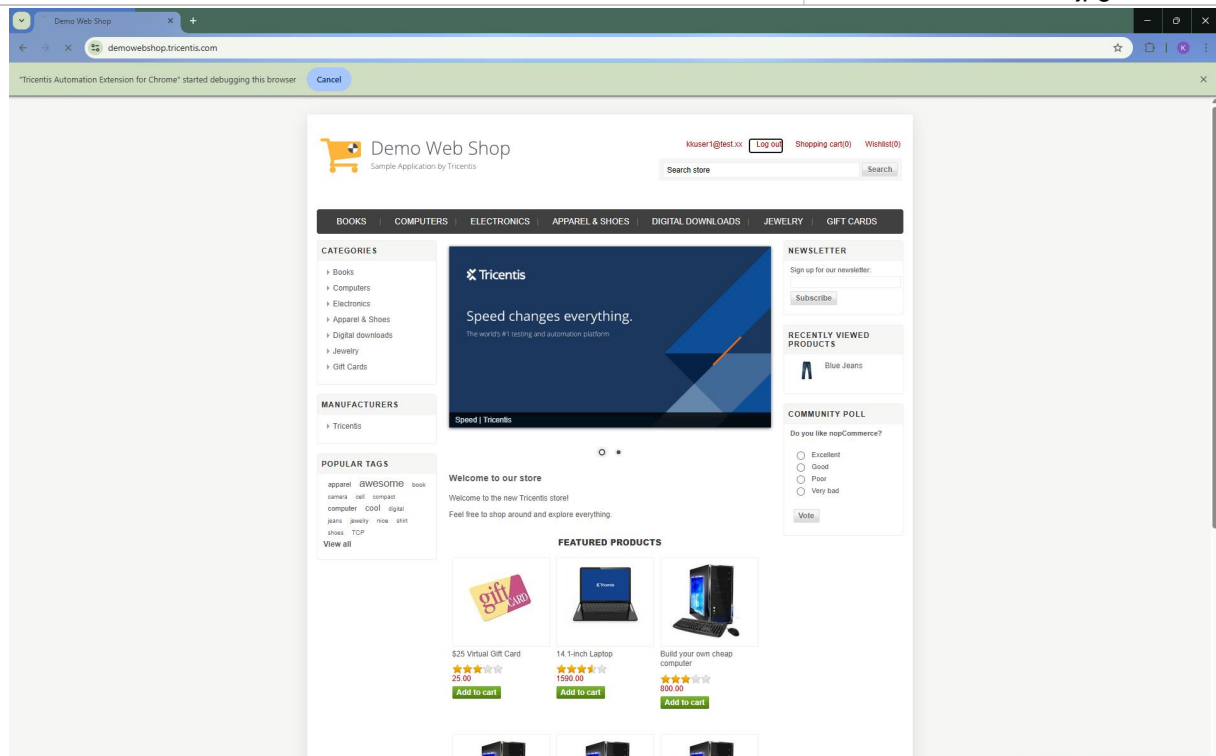 Demo Web Shop
demowebshop.tricentis.com
K
"Tricentis Automation Extension for Chrome" started debugging this browser Cancel
Demo Web Shop
Sample Application by Tricentis
kkuser1@test.xx Log out Shopping cart(0) Wishlist(0)
Search store Search
BOOKS COMPUTERS ELECTRONICS APPAREL & SHOES DIGITAL DOWNLOADS JEWELRY GIFT CARDS
CATEGORIES
Books
Computers
Electronics
Apparel & Shoes
Digital downloads
Jewelry
Gift Cards
MANUFACTURERS
Tricentis
POPULAR TAGS
apparel awesome book
camera cell compact
computer cool digital
jeans jewelry nice shirt
shoes TCP
View all
Tricentis
Speed changes everything.
The world's #1 testing and automation platform
Speed | Tricentis
Welcome to our store
Welcome to the new Tricentis store!
Feel free to shop around and explore everything.
FEATURED PRODUCTS
gift CARD
Tricentis
$25 Virtual Gift Card
25.00
Add to cart
14.1-inch Laptop
1590.00
Add to cart
Build your own cheap
computer
800.00
Add to cart
NEWSLETTER
Sign up for our newsletter:
Subscribe
RECENTLY VIEWED
PRODUCTS
Blue Jeans
COMMUNITY POLL
Do you like nopCommerce?
Excellent
Good
Poor
Very bad
Vote